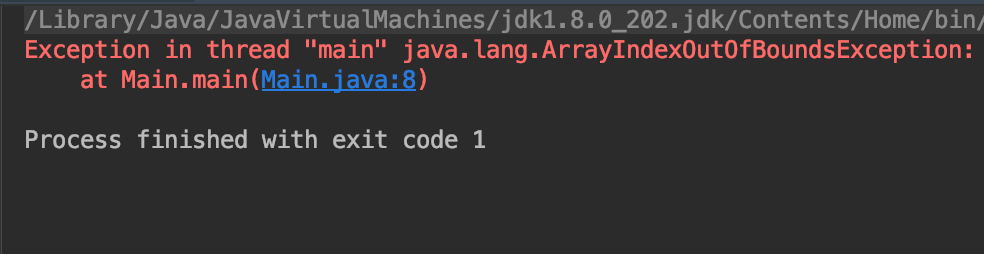 /Library/Java/JavaVirtualMachines/jdk1.8.0_202.jdk/Contents/Home/bin/
Exception in thread "main" java.lang.ArrayIndexOutOfBoundsException:
at Main.main(Main.java:8)
Process finished with exit code 1